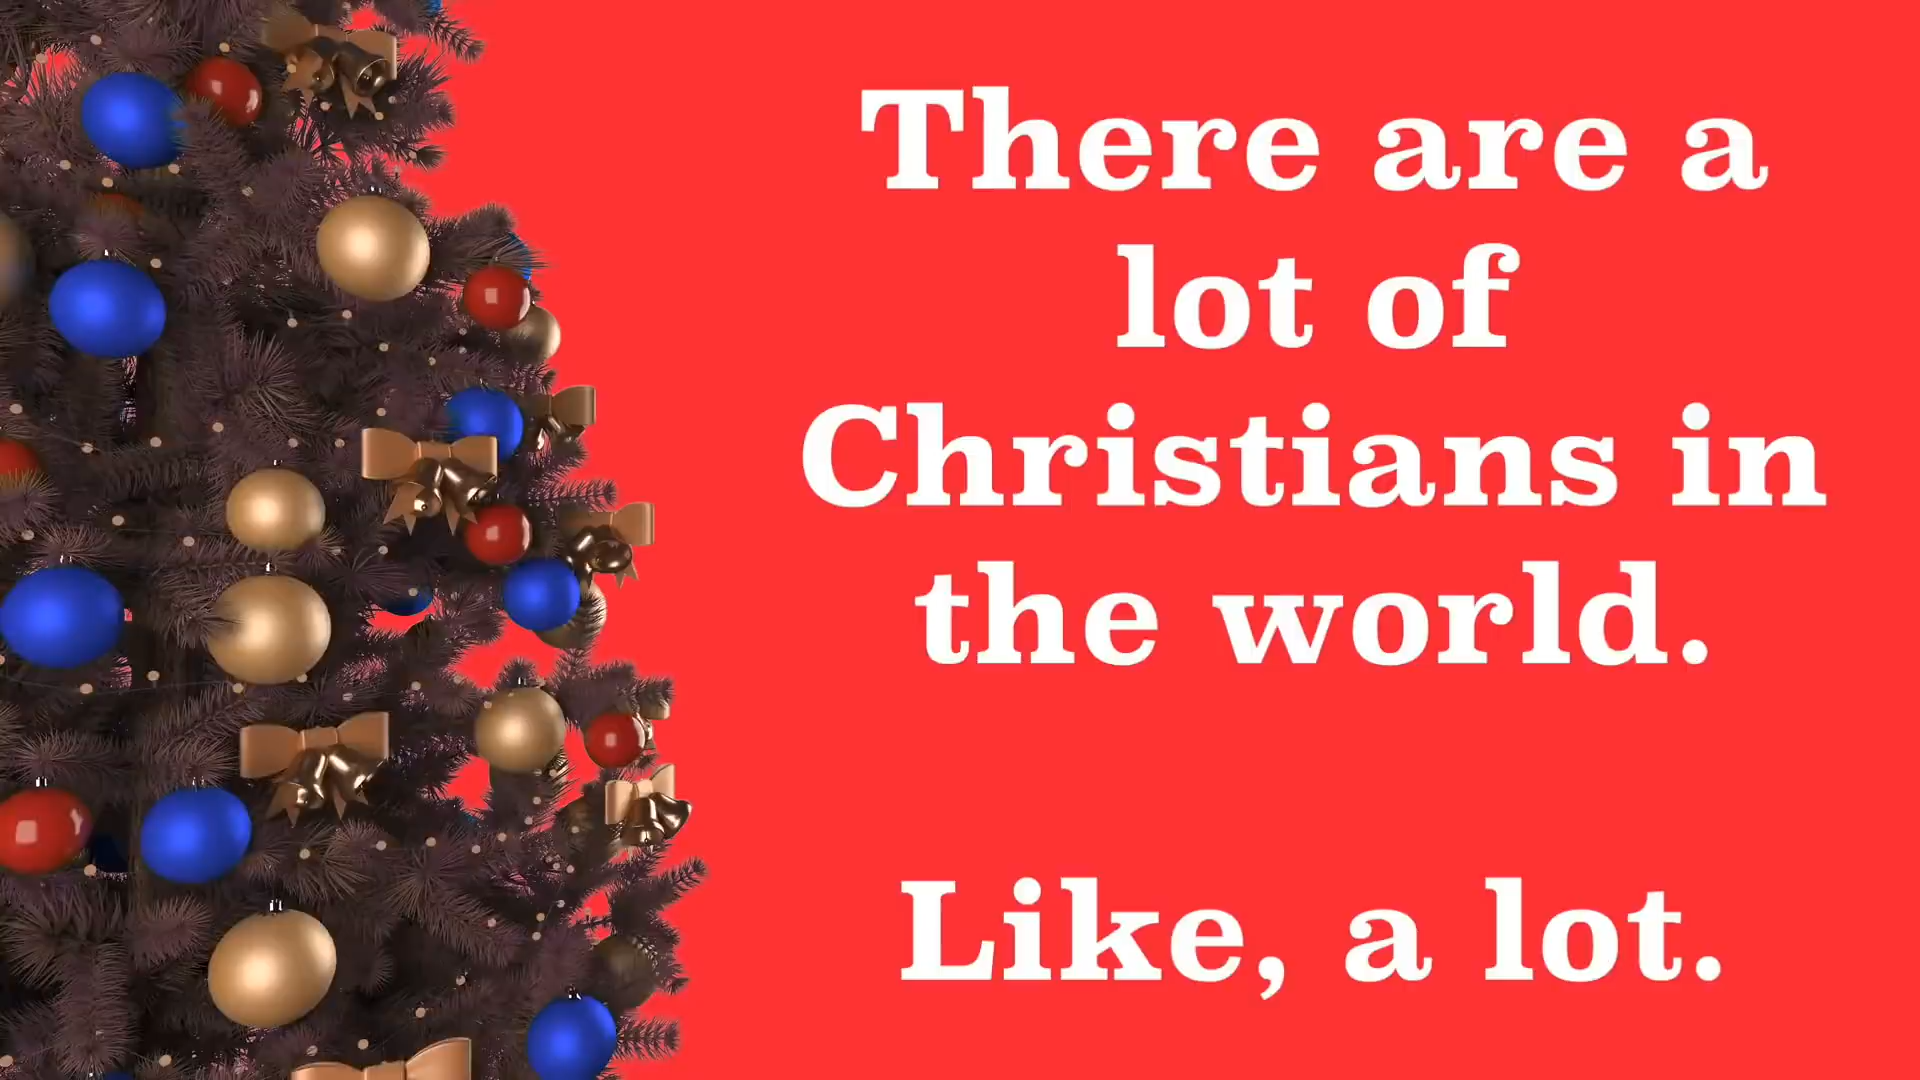 There are a
lot of
Christians in
the world.
Like, a lot.